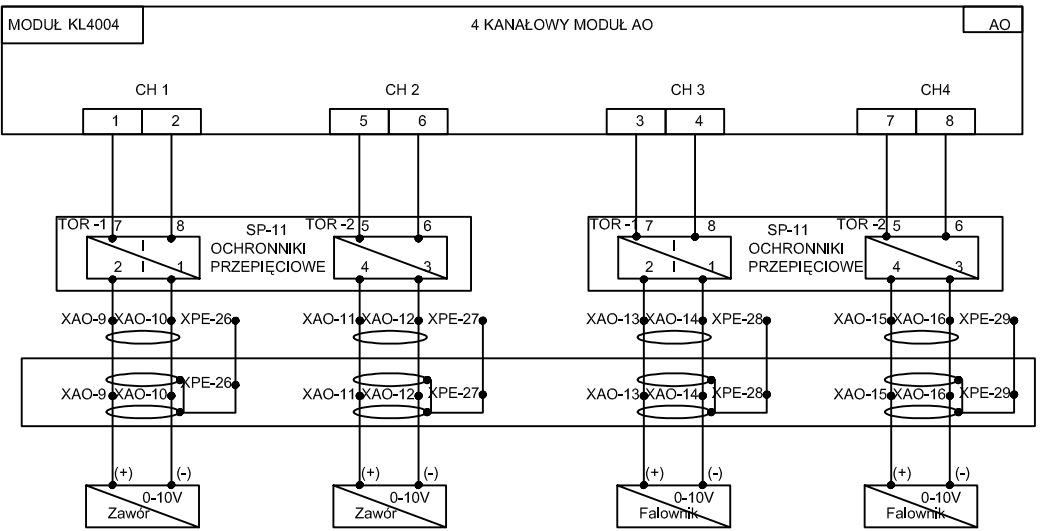 MODUŁ KL4004 4 KANAŁOWY MODUŁ AO AO
CH 1 CH 2 CH 3 CH4
1 2 5 6 3 4 7 8
TOR -1 7 8 TOR -2 5 6 TOR -1 7 8 TOR -2 5 6
SP-11 SP-11
OCHRONNIKI OCHRONNIKI
2 1 PRZEPIĘCIOWE 4 3 2 1 PRZEPIĘCIOWE 4 3
XAO-9 XAO-10 XPE-26 XAO-11 XAO-12 XPE-27 XAO-13 XAO-14 XPE-28 XAO-15 XAO-16 XPE-29
XAO-9 XAO-10 XPE-26 XAO-11 XAO-12 XPE-27 XAO-13 XAO-14 XPE-28 XAO-15 XAO-16 XPE-29
(+) (-) (+) (-) (+) (-) (+) (-)
0-10V 0-10V 0-10V 0-10V
Zawór Zawór Falownik Falownik